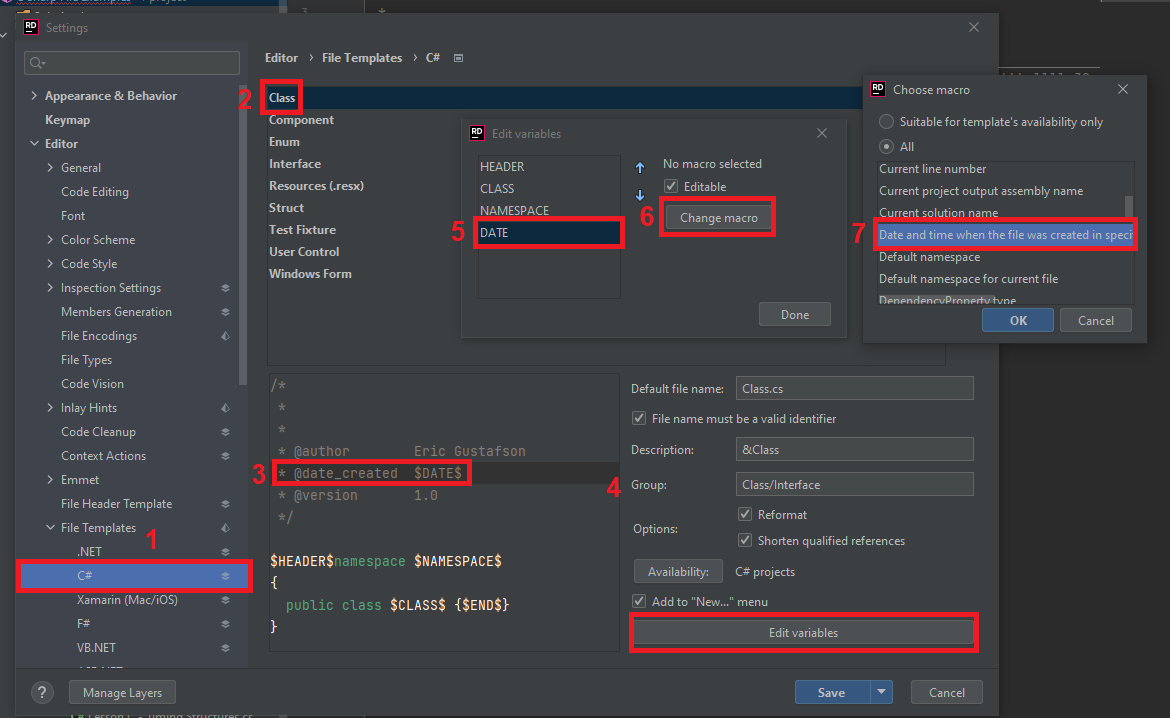 RD Settings
Editor › File Templates › C#
Appearance & Behavior
Keymap
Editor
General
Code Editing
Font
Color Scheme
Code Style
Inspection Settings
Members Generation
File Encodings
File Types
Code Vision
Inlay Hints
Code Cleanup
Context Actions
Emmet
File Header Template
File Templates
1
.NET
C#
Xamarin (Mac/iOS)
F#
VB.NET
? Manage Layers
2 Class
Component
Enum
Interface
Resources (.resx)
Struct
Test Fixture
User Control
Windows Form
RD Edit variables
HEADER
CLASS
NAMESPACE
5 DATE
No macro selected
Editable
6 Change macro
Done
RD Choose macro
Suitable for template's availability only
All
Current line number
Current project output assembly name
Current solution name
7 Date and time when the file was created in speci
Default namespace
Default namespace for current file
DependencyProperty type
OK Cancel
/*
*
*
* @author Eric Gustafson
3 * @date_created $DATE$
* @version 1.0
*/
$HEADER$namespace $NAMESPACE$
{
public class $CLASS$ {$END$}
}
Default file name: Class.cs
File name must be a valid identifier
Description: &Class
4 Group: Class/Interface
Options: Reformat
Shorten qualified references
Availability: C# projects
Add to "New..." menu
Edit variables
Save Cancel